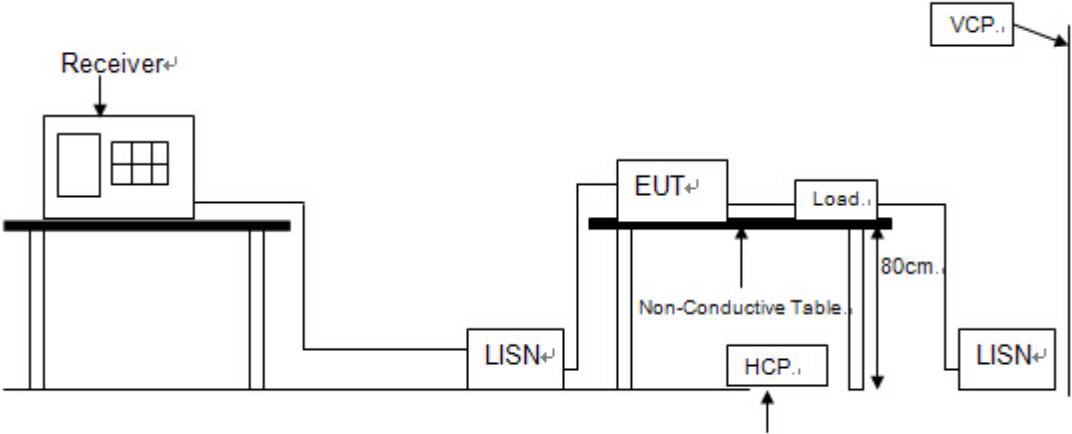 VCP.
Receiver↵
EUT↵
Load.
80cm.
Non-Conductive Table.
LISN↵
HCP.
LISN↵